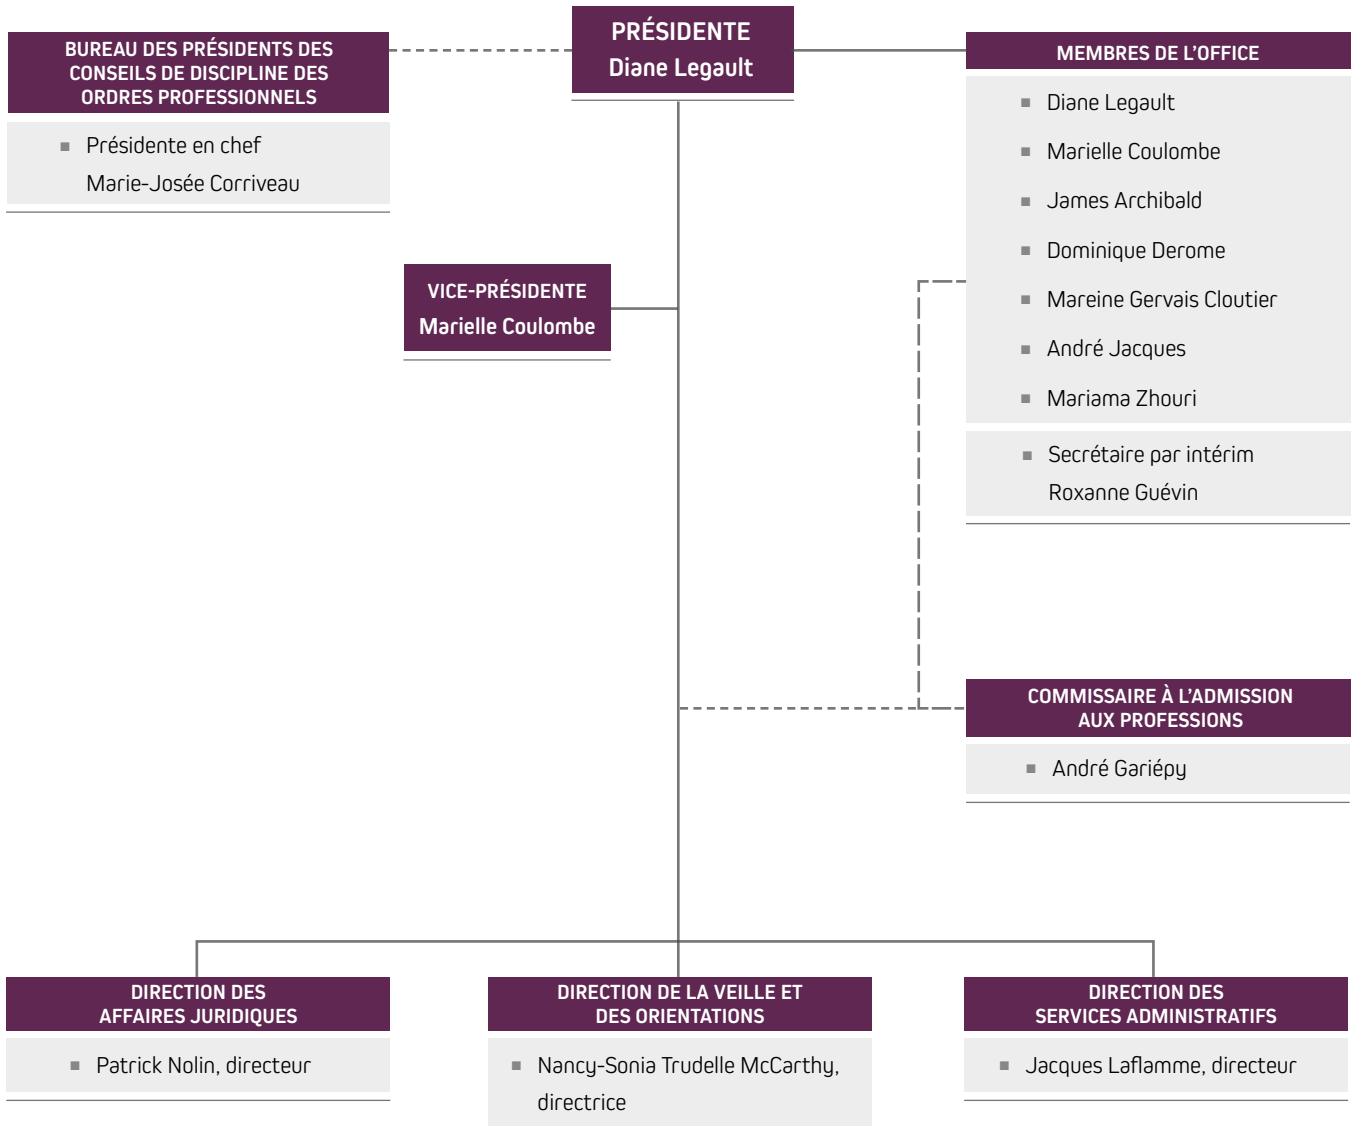 PRÉSIDENTE
Diane Legault
BUREAU DES PRÉSIDENTS DES
CONSEILS DE DISCIPLINE DES
ORDRES PROFESSIONNELS
■ Présidente en chef
Marie-Josée Corriveau
MEMBRES DE L’OFFICE
■ Diane Legault
■ Marielle Coulombe
■ James Archibald
■ Dominique Derome
■ Mareine Gervais Cloutier
■ André Jacques
■ Mariama Zhouri
■ Secrétaire par intérim
Roxanne Guévin
VICE-PRÉSIDENTE
Marielle Coulombe
COMMISSAIRE À L’ADMISSION
AUX PROFESSIONS
■ André Gariépy
DIRECTION DES
AFFAIRES JURIDIQUES
■ Patrick Nolin, directeur
DIRECTION DE LA VEILLE ET
DES ORIENTATIONS
■ Nancy-Sonia Trudelle McCarthy,
directrice
DIRECTION DES
SERVICES ADMINISTRATIFS
■ Jacques Laflamme, directeur